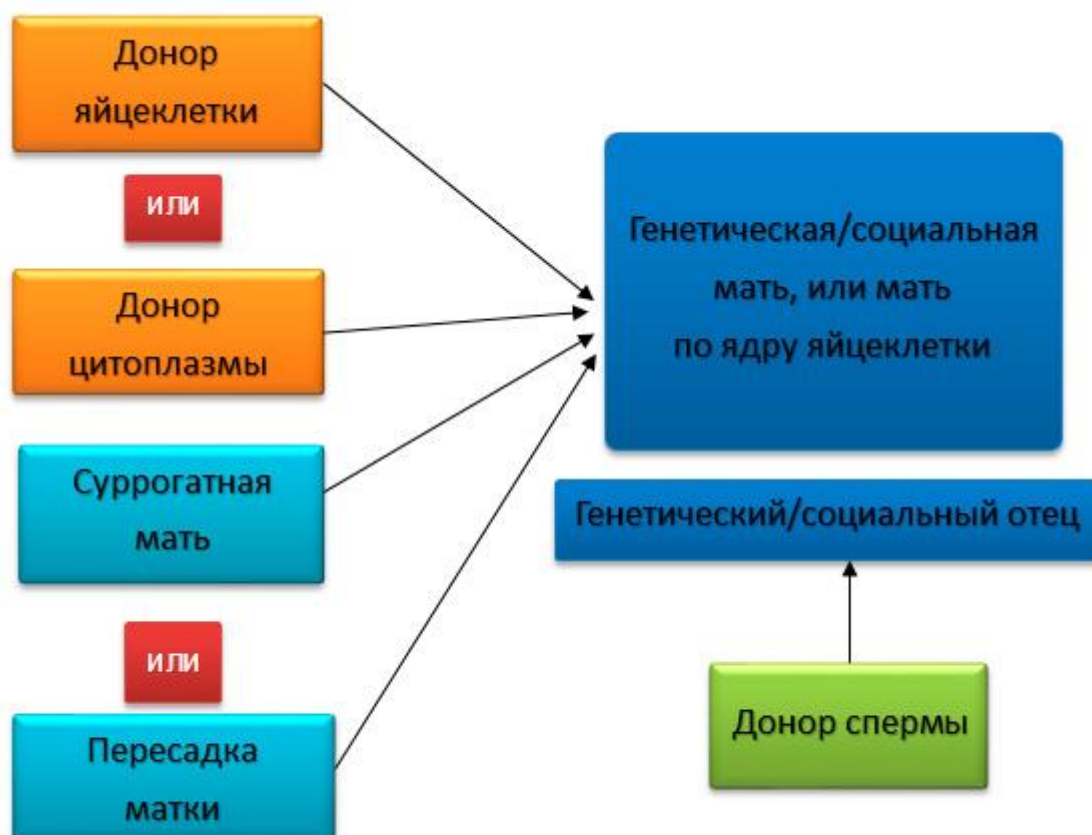 Донор
яйцеклетки
или
Донор
цитоплазмы
Суррогатная
мать
или
Пересадка
матки
Генетическая/социальная
мать, или мать
по ядру яйцеклетки
Генетический/социальный отец
Донор спермы